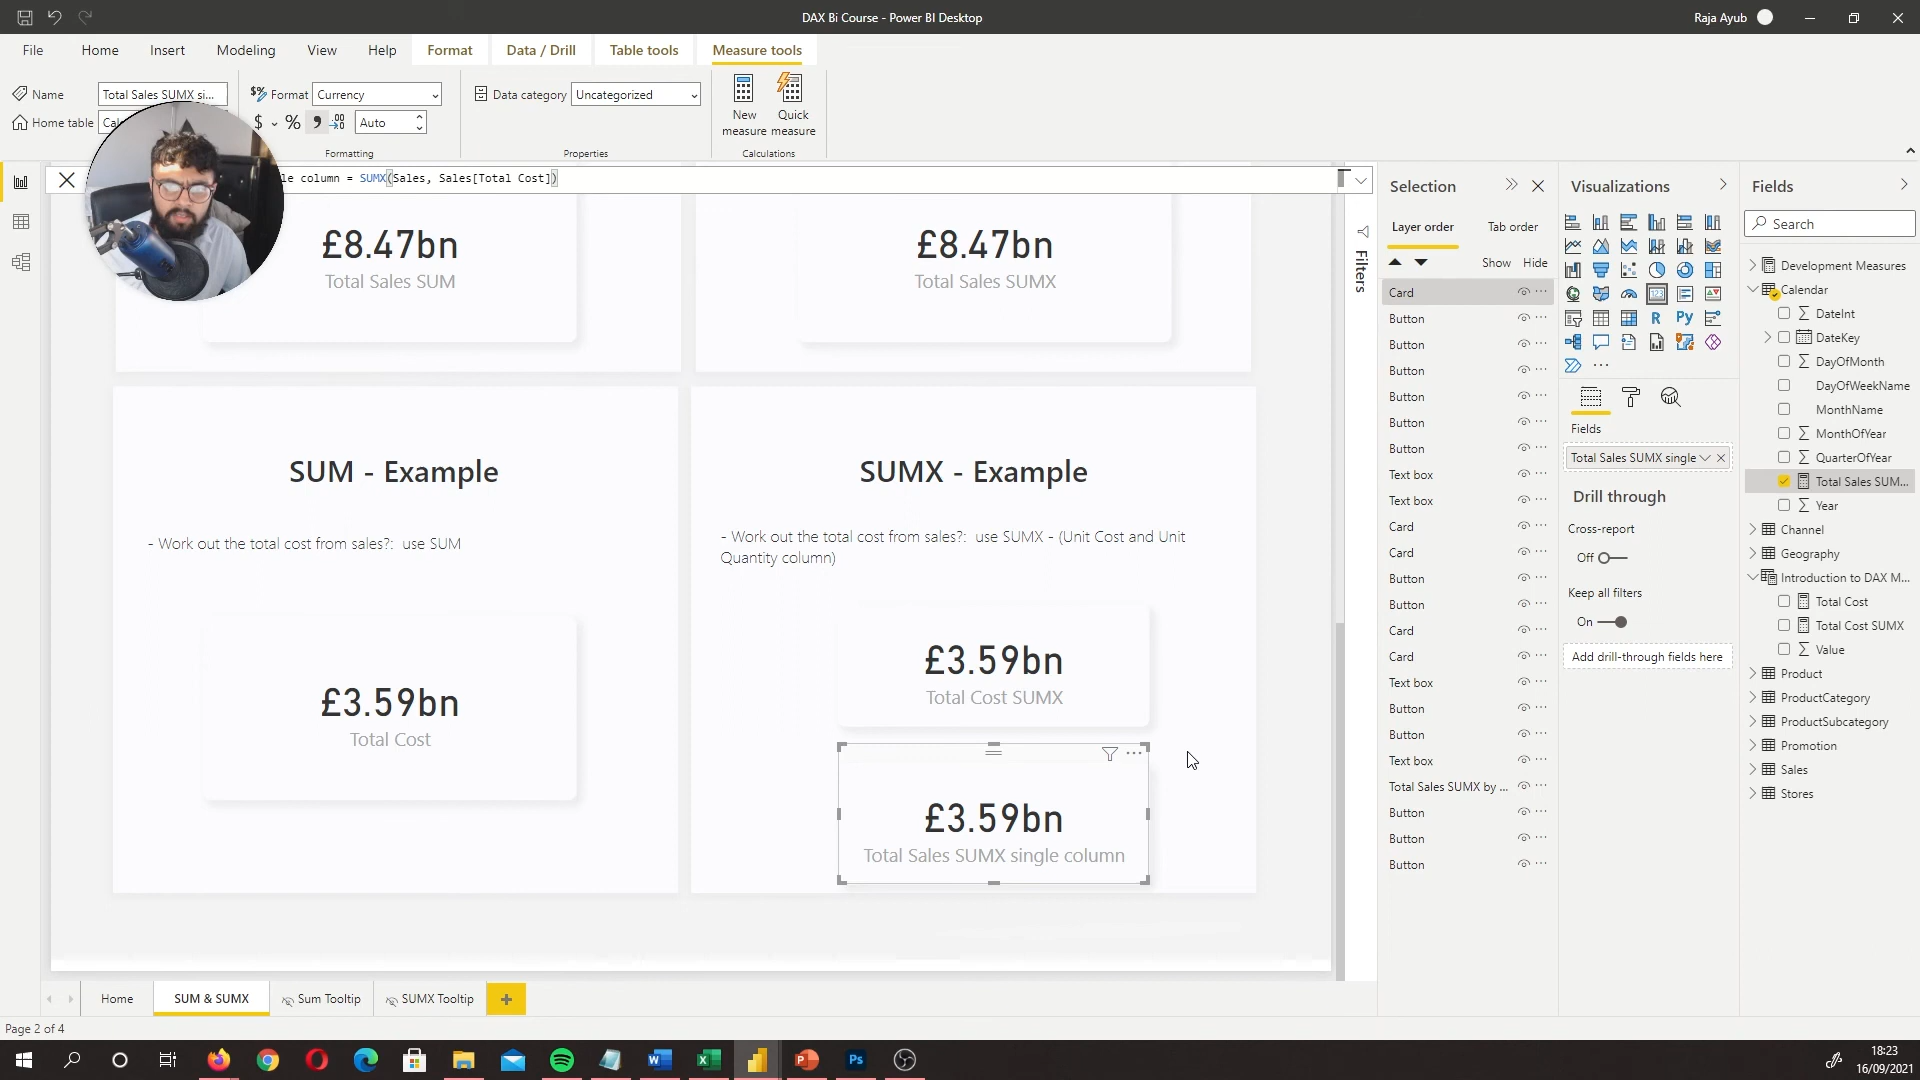 DAX Bi Course - Power BI Desktop
Raja Ayub
File
Home
Insert
Modeling
View
Help
Format
Data / Drill
Table tools
Measure tools
Name
Total Sales SUMX si...
Home table
Format
Currency
$
%
Auto
Formatting
Data category
Uncategorized
Properties
New
measure
Quick
measure
Calculations
le column = SUMX(Sales, Sales[Total Cost])
£8.47bn
Total Sales SUM
£8.47bn
Total Sales SUMX
SUM - Example
- Work out the total cost from sales?:  use SUM
£3.59bn
Total Cost
SUMX - Example
- Work out the total cost from sales?:  use SUMX - (Unit Cost and Unit
Quantity column)
£3.59bn
Total Cost SUMX
£3.59bn
Total Sales SUMX single column
Filters
Selection
Layer order
Tab order
Show
Hide
Card
Button
Button
Button
Button
Button
Button
Text box
Text box
Card
Card
Button
Button
Card
Card
Text box
Button
Button
Text box
Total Sales SUMX by ...
Button
Button
Button
Visualizations
R
Py
Fields
Total Sales SUMX single
Drill through
Cross-report
Off
Keep all filters
On
Add drill-through fields here
Fields
Search
Development Measures
Calendar
DateInt
DateKey
DayOfMonth
DayOfWeekName
MonthName
MonthOfYear
QuarterOfYear
Total Sales SUM...
Year
Channel
Geography
Introduction to DAX M...
Total Cost
Total Cost SUMX
Value
Product
ProductCategory
ProductSubcategory
Promotion
Sales
Stores
Home
SUM & SUMX
Sum Tooltip
SUMX Tooltip
+
Page 2 of 4
18:23
16/09/2021